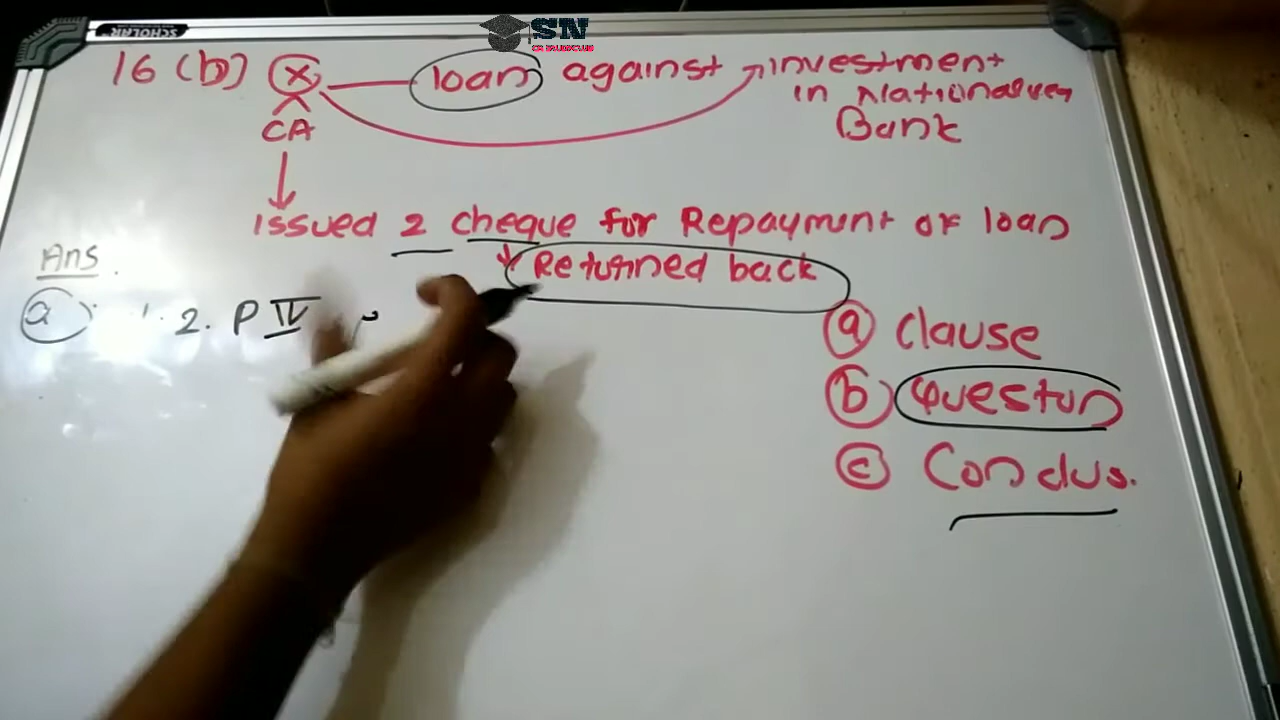 SCHOLAR
SN
16 (b) X loan against investment
in Nationalised
Bank
CA
issued 2 cheque for Repayment of loan
Returned back
Ans.
a 2. P IV
a clause
b Question
c Conclus.